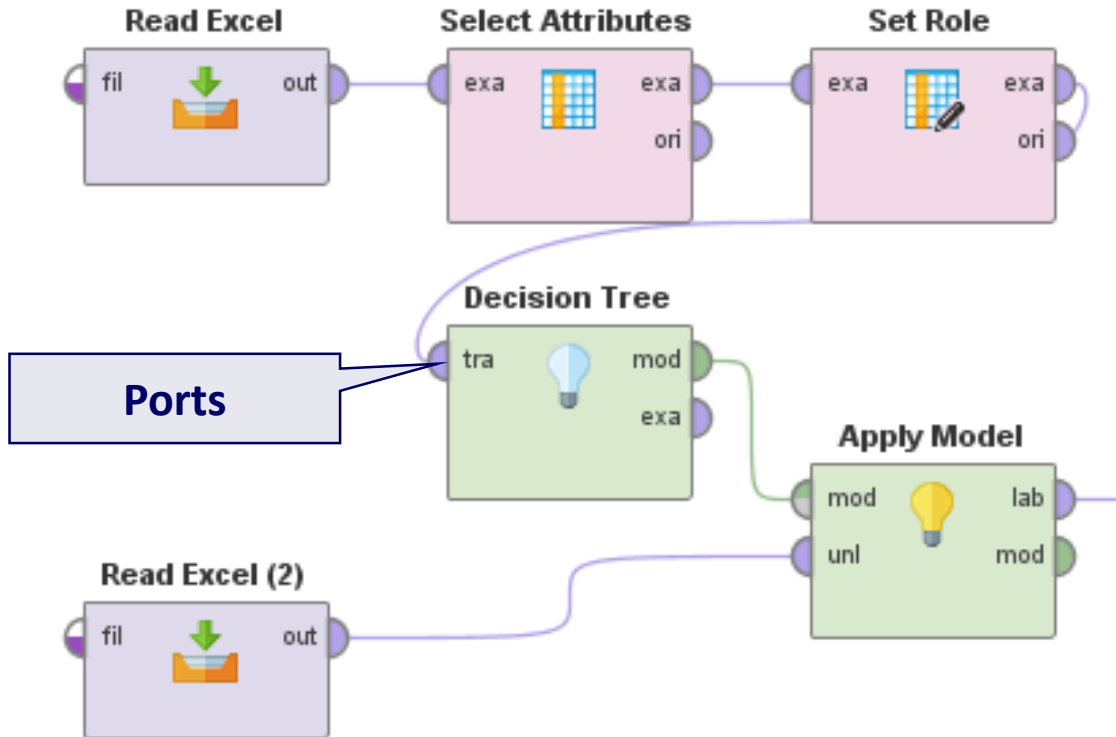 Read Excel
fil
out
Select Attributes
exa
exa
ori
Set Role
exa
exa
ori
Decision Tree
tra
mod
exa
Ports
Apply Model
mod
lab
unl
mod
Read Excel (2)
fil
out